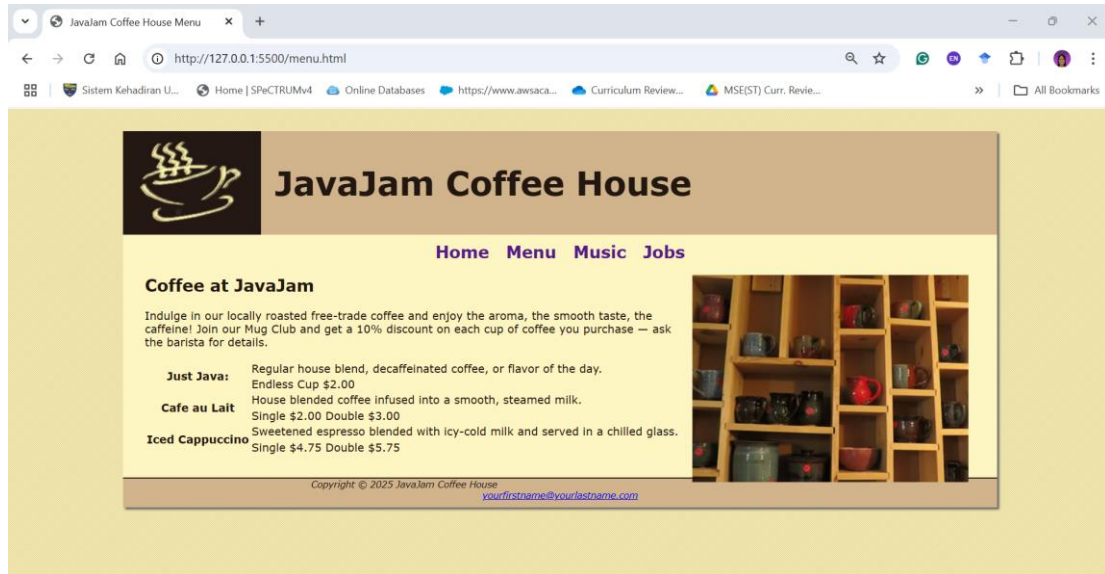 JavaJam Coffee House Menu
http://127.0.0.1:5500/menu.html
Sistem Kehadiran U...
Home | SPeCTRUMv4
Online Databases
https://www.awsaca...
Curriculum Review...
MSE(ST) Curr. Revie...
All Bookmarks
JavaJam Coffee House
Home Menu Music Jobs
Coffee at JavaJam
Indulge in our locally roasted free-trade coffee and enjoy the aroma, the smooth taste, the
caffeine! Join our Mug Club and get a 10% discount on each cup of coffee you purchase — ask
the barista for details.
Just Java:
Regular house blend, decaffeinated coffee, or flavor of the day.
Endless Cup $2.00
Cafe au Lait
House blended coffee infused into a smooth, steamed milk.
Single $2.00 Double $3.00
Iced Cappuccino
Sweetened espresso blended with icy-cold milk and served in a chilled glass.
Single $4.75 Double $5.75
Copyright © 2025 JavaJam Coffee House
yourfirstname@yourlastname.com